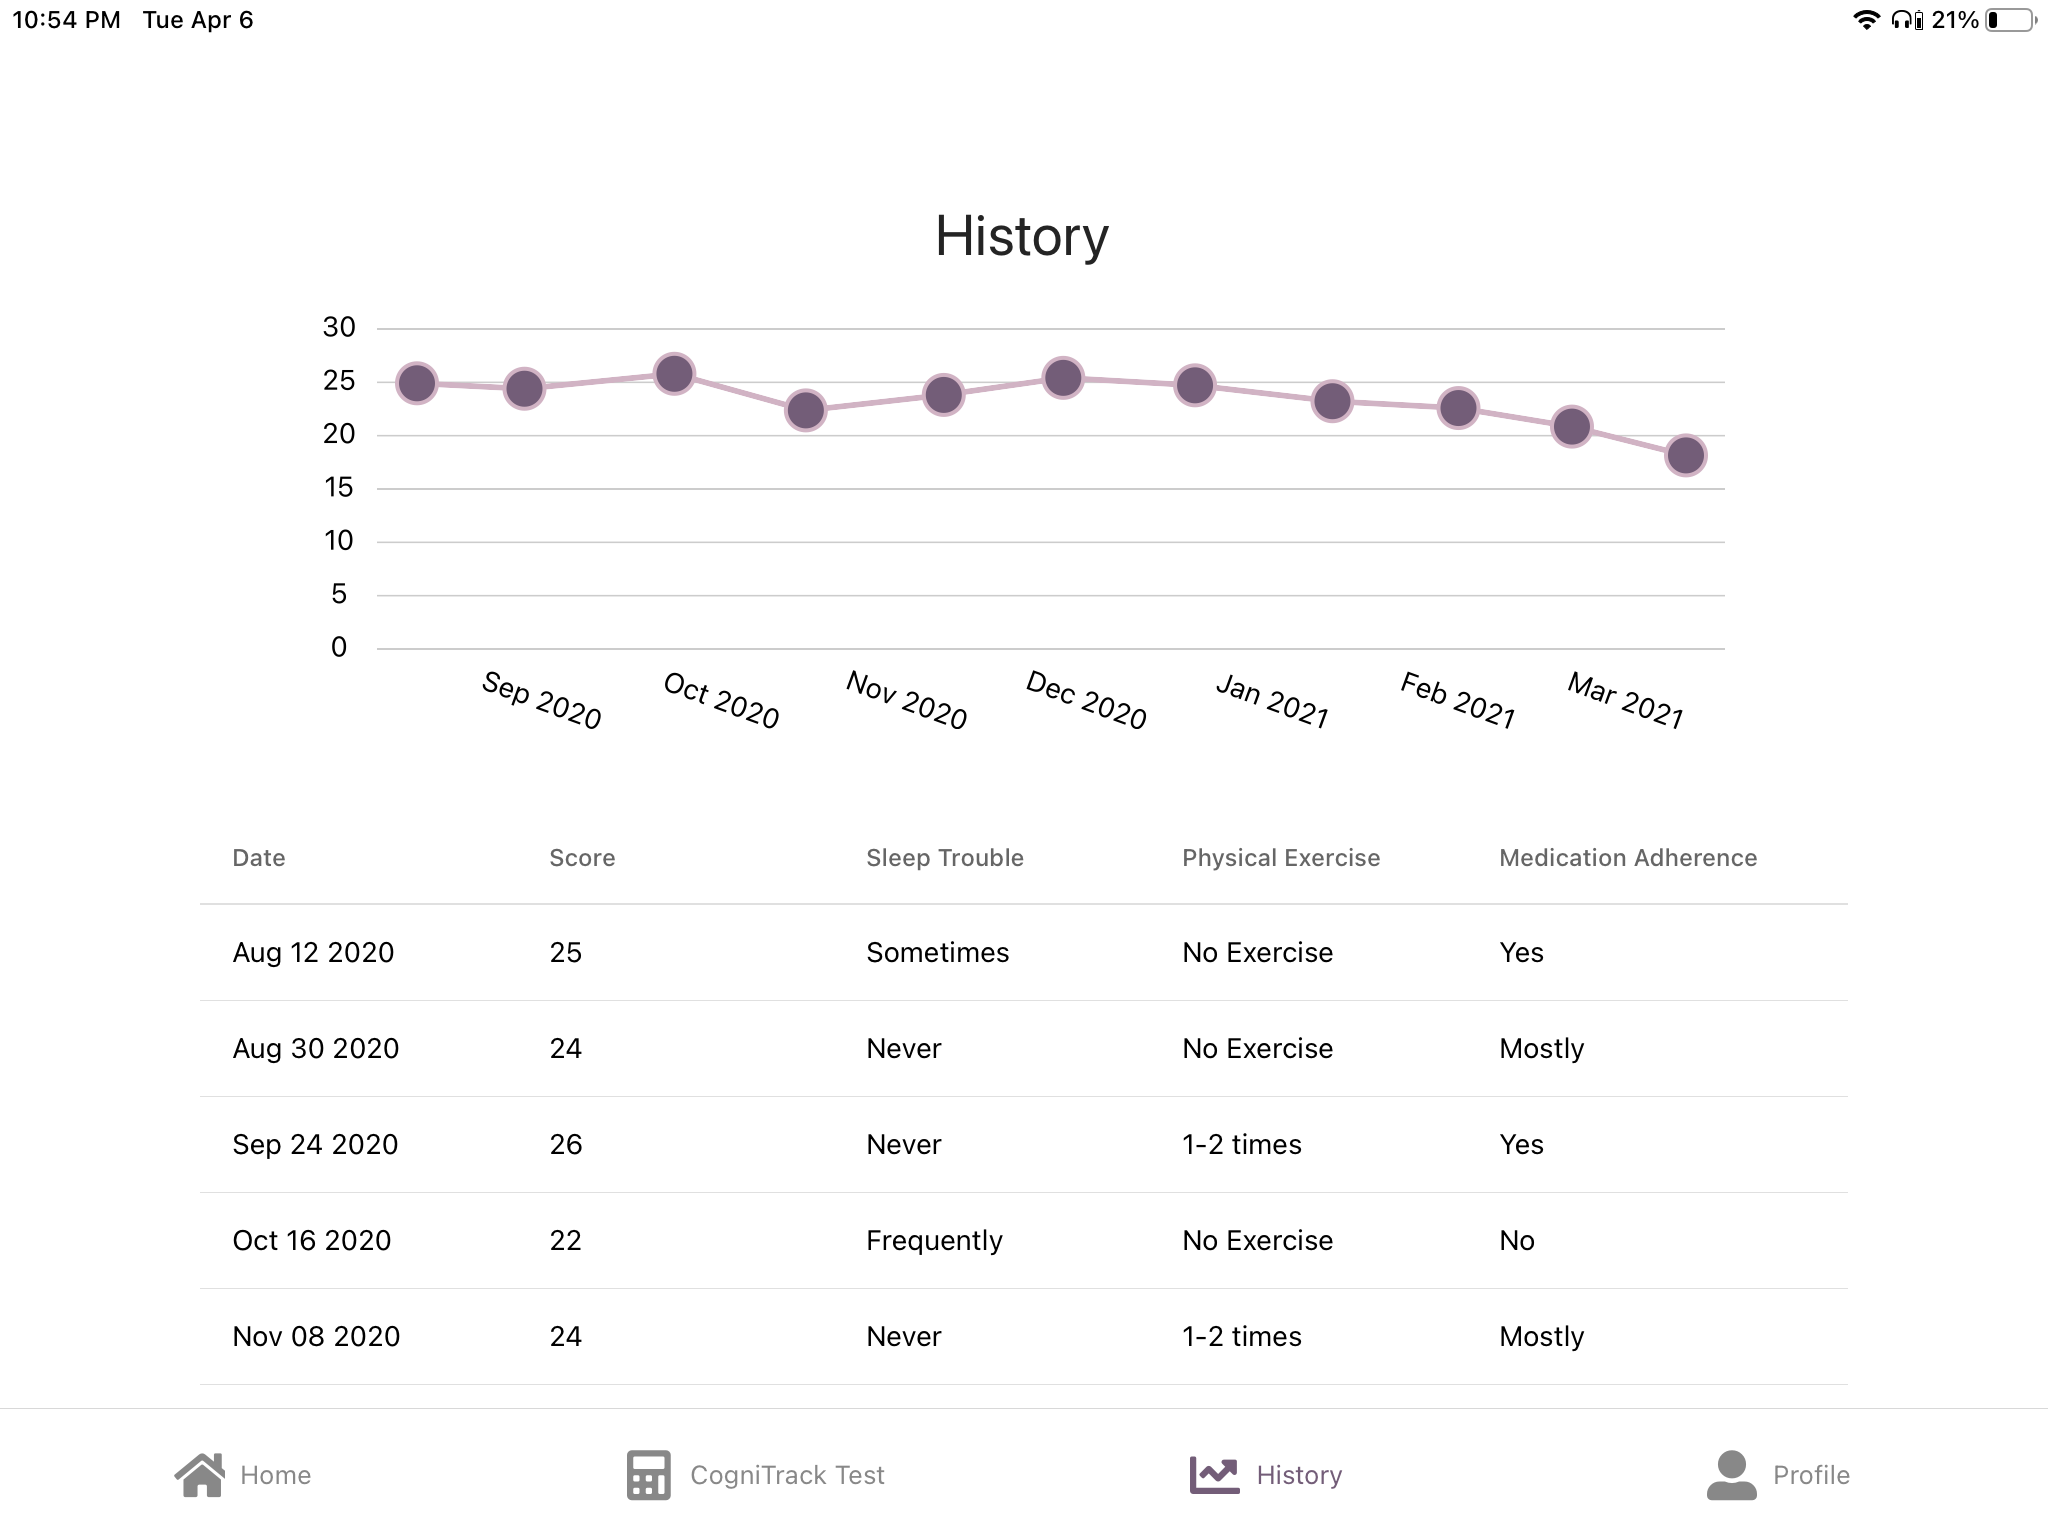 10:54 PM Tue Apr 6 21%
History
30
25
20
15
10
5
0
Sep 2020 Oct 2020 Nov 2020 Dec 2020 Jan 2021 Feb 2021 Mar 2021
Date Score Sleep Trouble Physical Exercise Medication Adherence
Aug 12 2020 25 Sometimes No Exercise Yes
Aug 30 2020 24 Never No Exercise Mostly
Sep 24 2020 26 Never 1-2 times Yes
Oct 16 2020 22 Frequently No Exercise No
Nov 08 2020 24 Never 1-2 times Mostly
Home CogniTrack Test History Profile